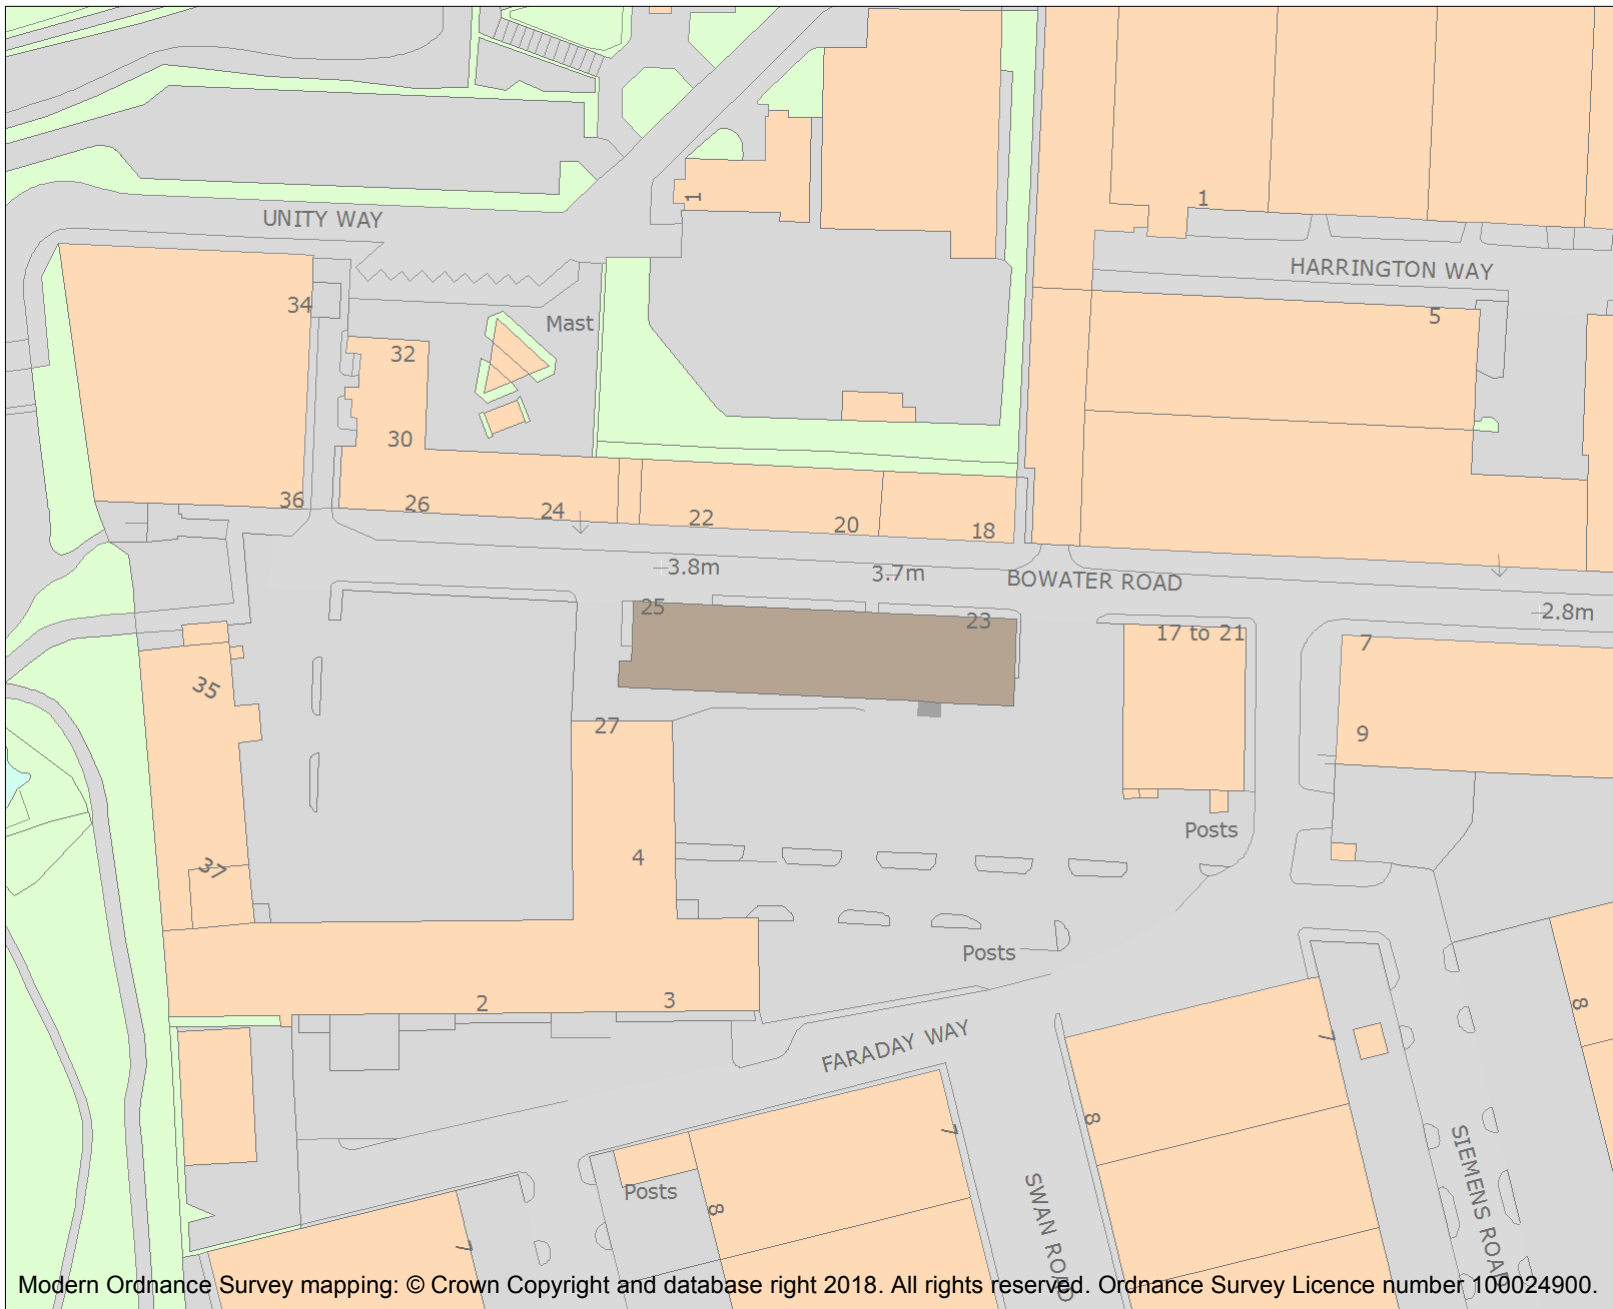 1
1
UNITY WAY
HARRINGTON WAY
34
5
Mast
32
30
36
26
24
22
20
18
3.8m
3.7m
BOWATER ROAD
2.8m
25
23
17 to 21
7
35
27
9
Posts
4
37
Posts
2
3
8
FARADAY WAY
7
8
7
SIEMENS ROAD
Posts
8
SWAN ROAD
7
Modern Ordnance Survey mapping: © Crown Copyright and database right 2018. All rights reserved. Ordnance Survey Licence number 100024900.